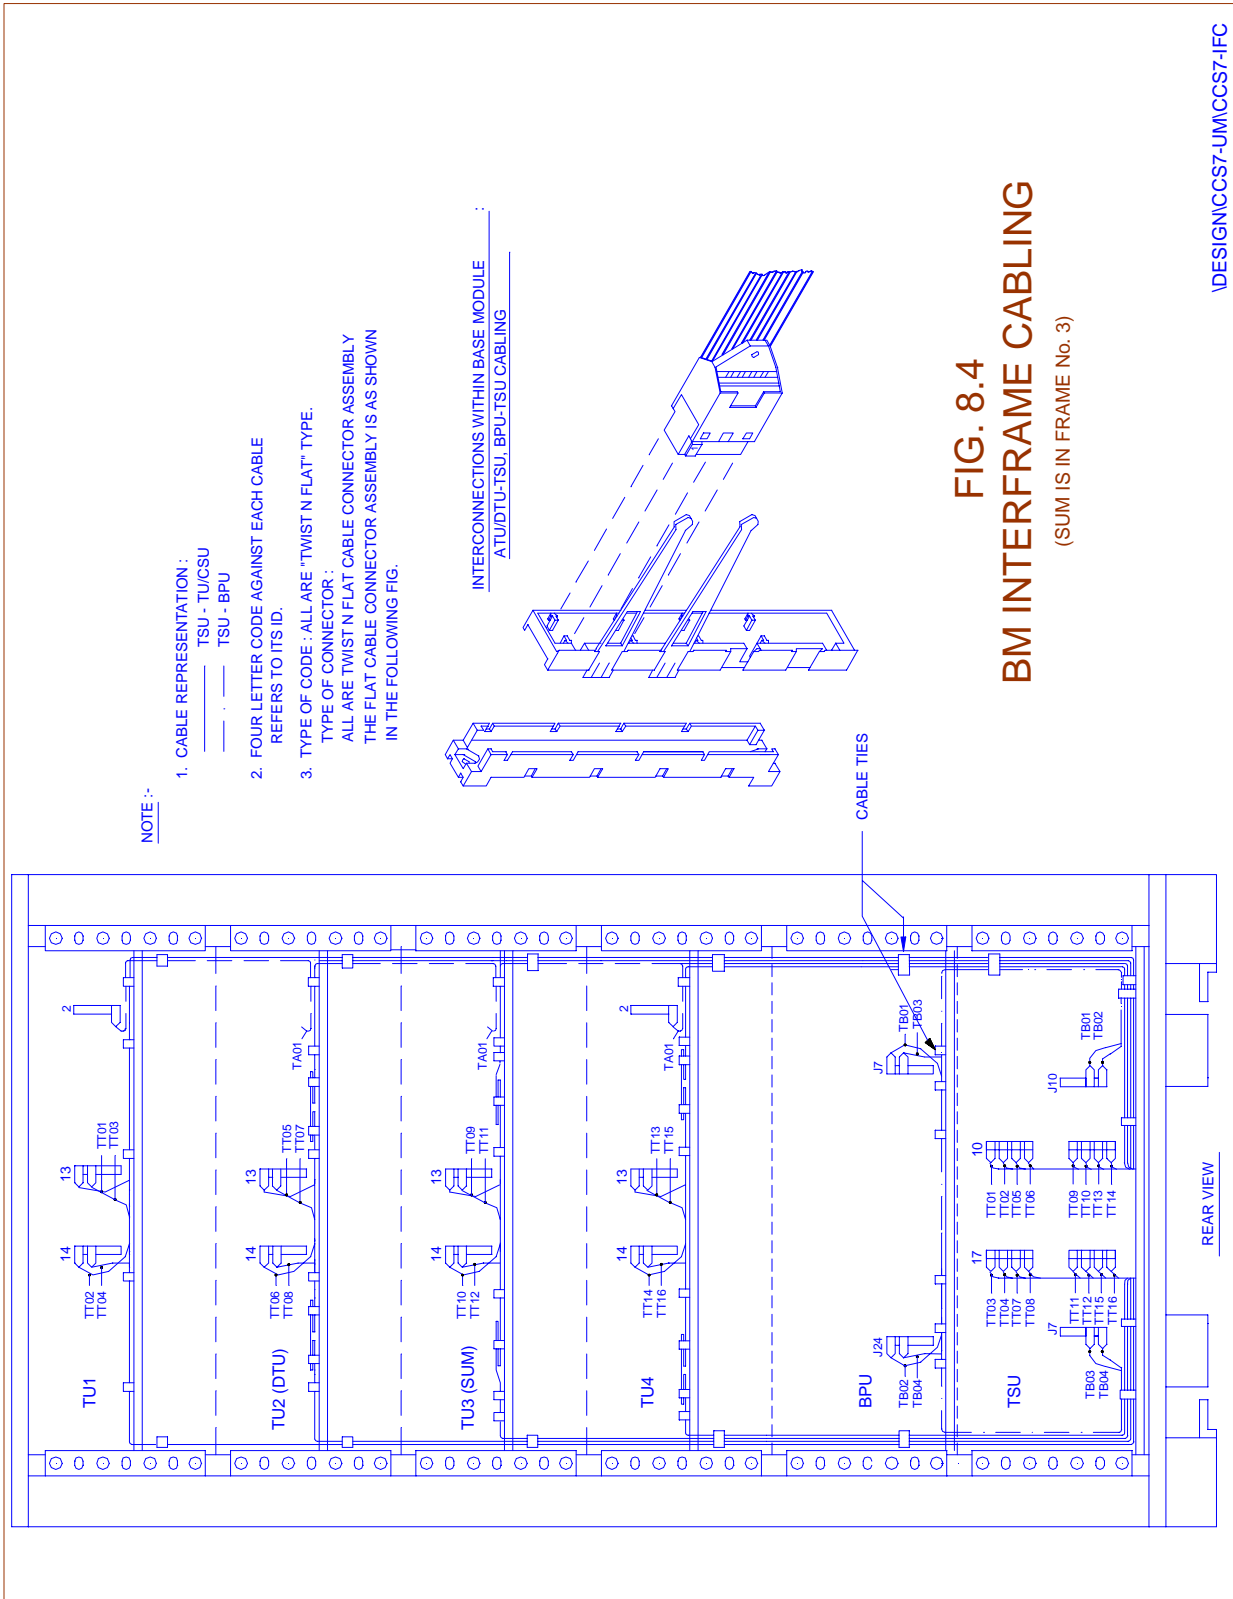 NOTE :-
1. CABLE REPRESENTATION :
TSU - TU/CSU
TSU - BPU
2. FOUR LETTER CODE AGAINST EACH CABLE
REFERS TO ITS ID.
3. TYPE OF CODE : ALL ARE "TWIST N FLAT" TYPE.
TYPE OF CONNECTOR :
ALL ARE TWIST N FLAT CABLE CONNECTOR ASSEMBLY
THE FLAT CABLE CONNECTOR ASSEMBLY IS AS SHOWN
IN THE FOLLOWING FIG.
INTERCONNECTIONS WITHIN BASE MODULE :
ATU/DTU-TSU, BPU-TSU CABLING
TU1
14
TT02
TT04
13
TT01
TT03
2
TU2 (DTU)
14
TT06
TT08
13
TT05
TT07
TA01
TU3 (SUM)
14
TT10
TT12
13
TT09
TT11
TA01
TU4
14
TT14
TT16
13
TT13
TT15
2
TA01
BPU
J24
TB02
TB04
J7
TB01
TB03
CABLE TIES
TSU
J7
TB03
TB04
17
TT03
TT04
TT07
TT08
TT11
TT12
TT15
TT16
10
TT01
TT02
TT05
TT06
TT09
TT10
TT13
TT14
J10
TB01
TB02
REAR VIEW
FIG. 8.4
BM INTERFRAME CABLING
(SUM IS IN FRAME No. 3)
\DESIGN\CCS7-UM\CCS7-IFC